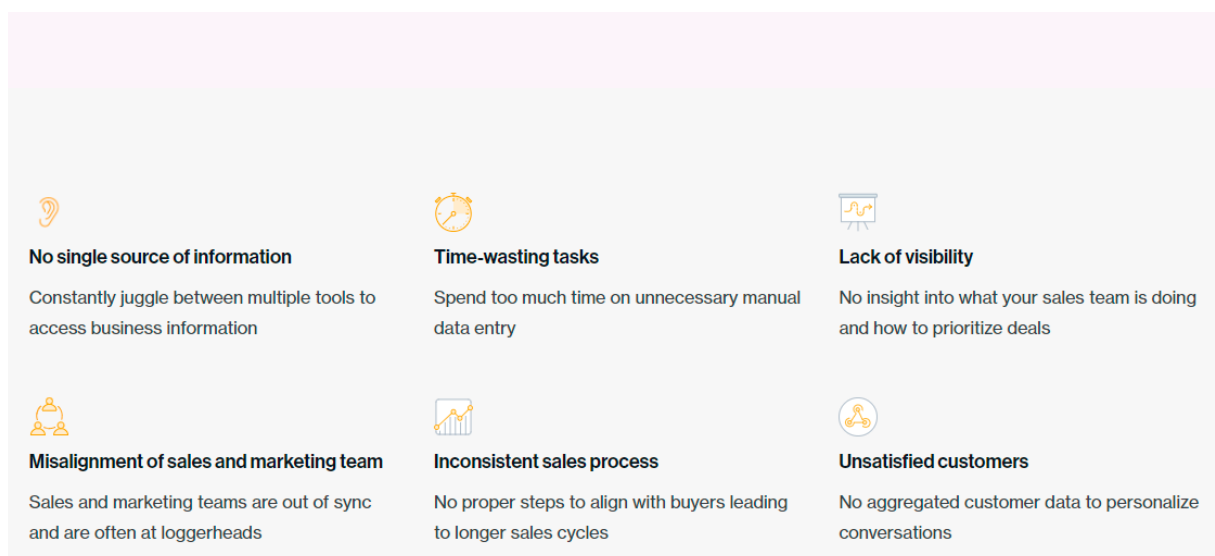 No single source of information
Constantly juggle between multiple tools to
access business information
Time-wasting tasks
Spend too much time on unnecessary manual
data entry
Lack of visibility
No insight into what your sales team is doing
and how to prioritize deals
Misalignment of sales and marketing team
Sales and marketing teams are out of sync
and are often at loggerheads
Inconsistent sales process
No proper steps to align with buyers leading
to longer sales cycles
Unsatisfied customers
No aggregated customer data to personalize
conversations